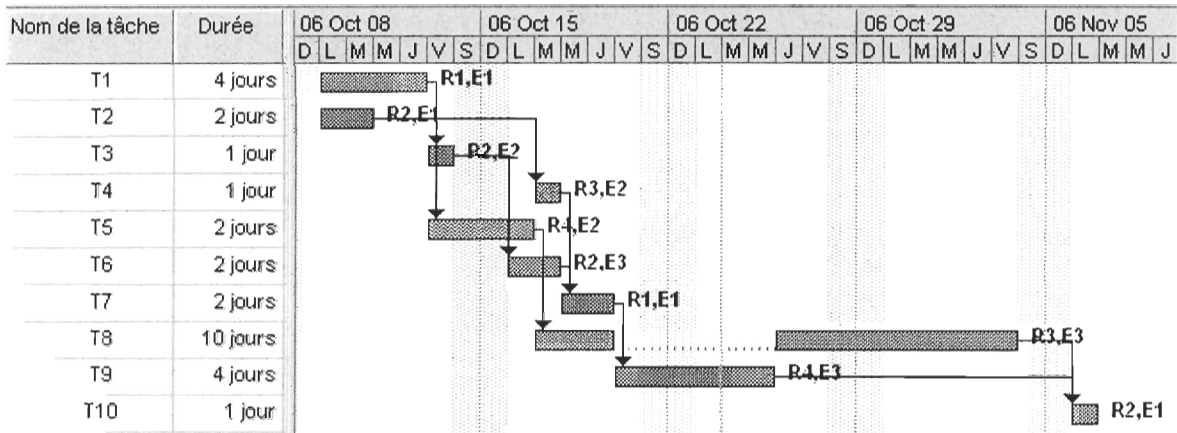 Nom de la tâche Durée 06 Oct 08 06 Oct 15 06 Oct 22 06 Oct 29 06 Nov 05
D L M M J V S D L M M J V S D L M M J V S D L M M J V S D L M M J
T1 4 jours R1,E1
T2 2 jours R2,E1
T3 1 jour R2,E2
T4 1 jour R3,E2
T5 2 jours R4,E2
T6 2 jours R2,E3
T7 2 jours R1,E1
T8 10 jours R3,E3
T9 4 jours R4,E3
T10 1 jour R2,E1